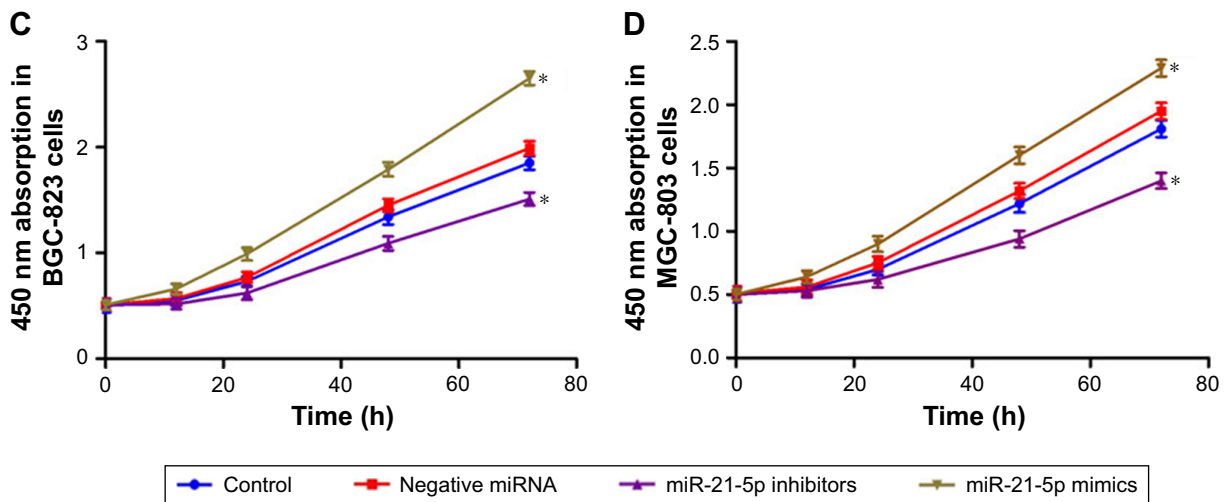 C
450 nm absorption in
BGC-823 cells
3
2
1
0
0 20 40 60 80
Time (h)
*
*
D
450 nm absorption in
MGC-803 cells
2.5
2.0
1.5
1.0
0.5
0.0
0 20 40 60 80
Time (h)
*
*
Control Negative miRNA miR-21-5p inhibitors miR-21-5p mimics